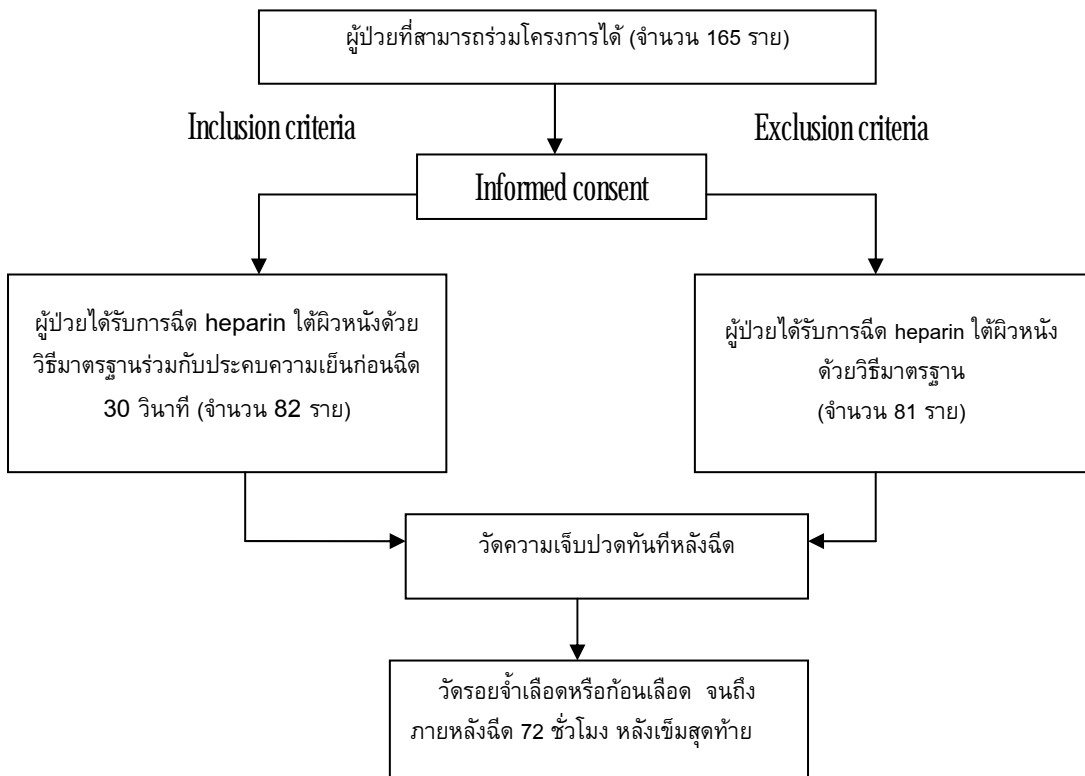 ผู้ป่วยที่สามารถร่วมโครงการได้ (จำนวน 165 ราย)
Inclusion criteria
Exclusion criteria
Informed consent
ผู้ป่วยได้รับการฉีด heparin ใต้ผิวหนังด้วย
วิธีมาตรฐานร่วมกับประคบความเย็นก่อนฉีด
30 วินาที (จำนวน 82 ราย)
ผู้ป่วยได้รับการฉีด heparin ใต้ผิวหนัง
ด้วยวิธีมาตรฐาน
(จำนวน 81 ราย)
วัดความเจ็บปวดทันทีหลังฉีด
วัดรอยจ้ำเลือดหรือก้อนเลือด จนถึง
ภายหลังฉีด 72 ชั่วโมง หลังเข็มสุดท้าย